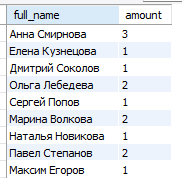 full_name amount
Анна Смирнова 3
Елена Кузнецова 1
Дмитрий Соколов 1
Ольга Лебедева 2
Сергей Попов 1
Марина Волкова 2
Наталья Новикова 1
Павел Степанов 2
Максим Егоров 1